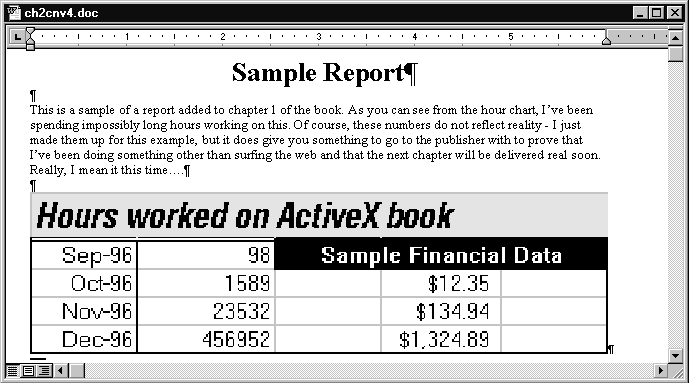 ch2cnv4.doc
1 2 3 4 5
Sample Report¶
¶
This is a sample of a report added to chapter 1 of the book. As you can see from the hour chart, I've been
spending impossibly long hours working on this. Of course, these numbers do not reflect reality - I just
made them up for this example, but it does give you something to go to the publisher with to prove that
I've been doing something other than surfing the web and that the next chapter will be delivered real soon.
Really, I mean it this time....¶
¶
Hours worked on ActiveX book
Sep-96 98 Sample Financial Data
Oct-96 1589 $12.35
Nov-96 23532 $134.94
Dec-96 456952 $1,324.89 ¶